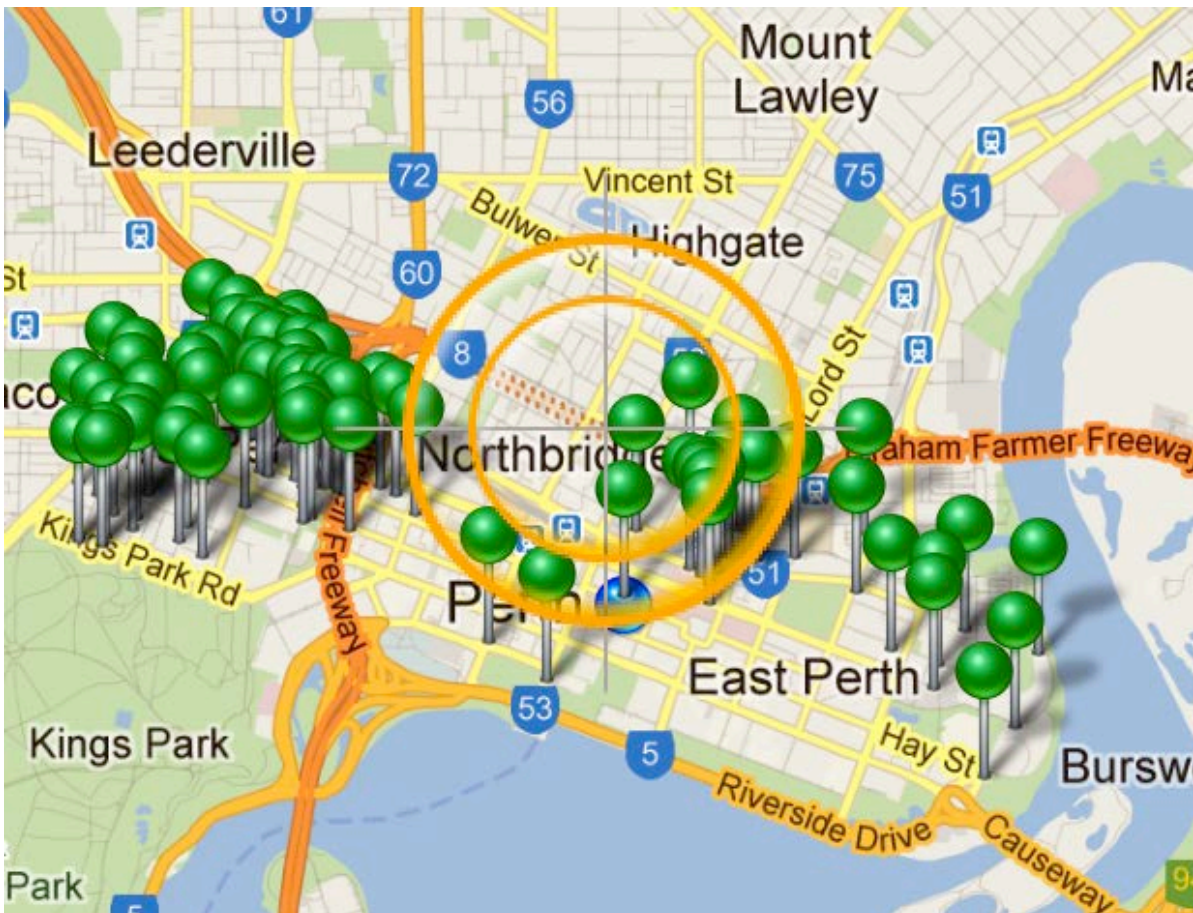 61
Mount
Lawley
Ma
56
Leederville
72
Vincent St
75
51
Bulwer St
Highgate
60
St
8
Lord St
aco
Northbridge
Graham Farmer Freeway
Kings Park Rd
Freeway
51
Perth
East Perth
53
Kings Park
5
Hay St
Bursw
Riverside Drive
Causeway
Park
5
9